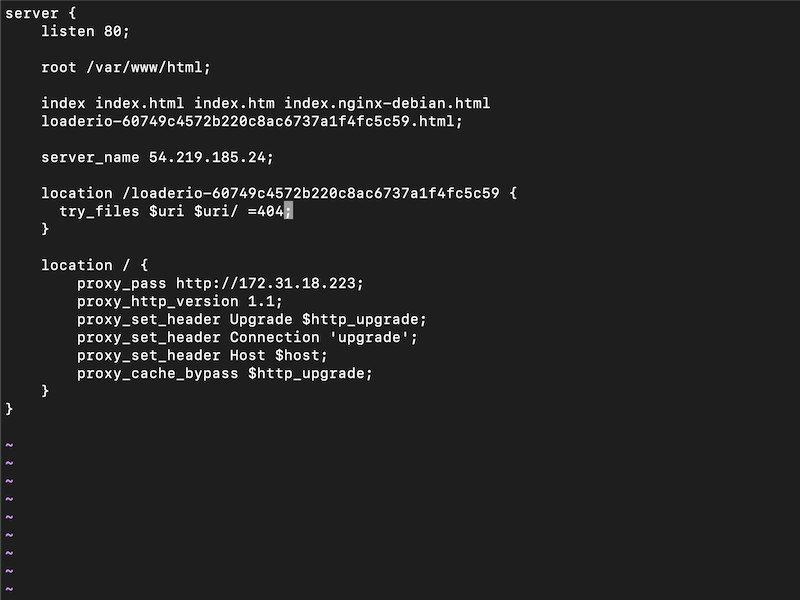 server {
    listen 80;
    root /var/www/html;
    index index.html index.htm index.nginx-debian.html
    loaderio-60749c4572b220c8ac6737a1f4fc5c59.html;
    server_name 54.219.185.24;
    location /loaderio-60749c4572b220c8ac6737a1f4fc5c59 {
      try_files $uri $uri/ =404;
    }
    location / {
        proxy_pass http://172.31.18.223;
        proxy_http_version 1.1;
        proxy_set_header Upgrade $http_upgrade;
        proxy_set_header Connection 'upgrade';
        proxy_set_header Host $host;
        proxy_cache_bypass $http_upgrade;
    }
}
~
~
~
~
~
~
~
~
~